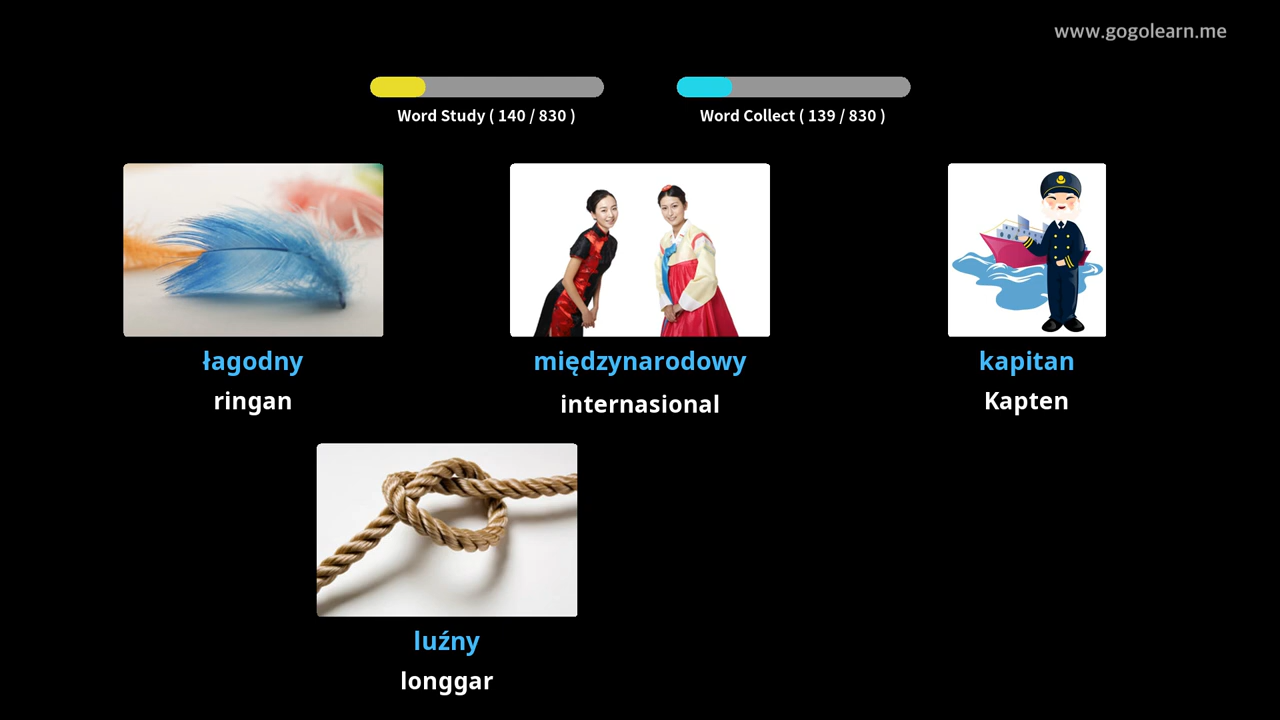 www.gogolearn.me
Word Study ( 140 / 830 )
Word Collect ( 139 / 830 )
łagodny
ringan
międzynarodowy
internasional
kapitan
Kapten
luźny
longgar